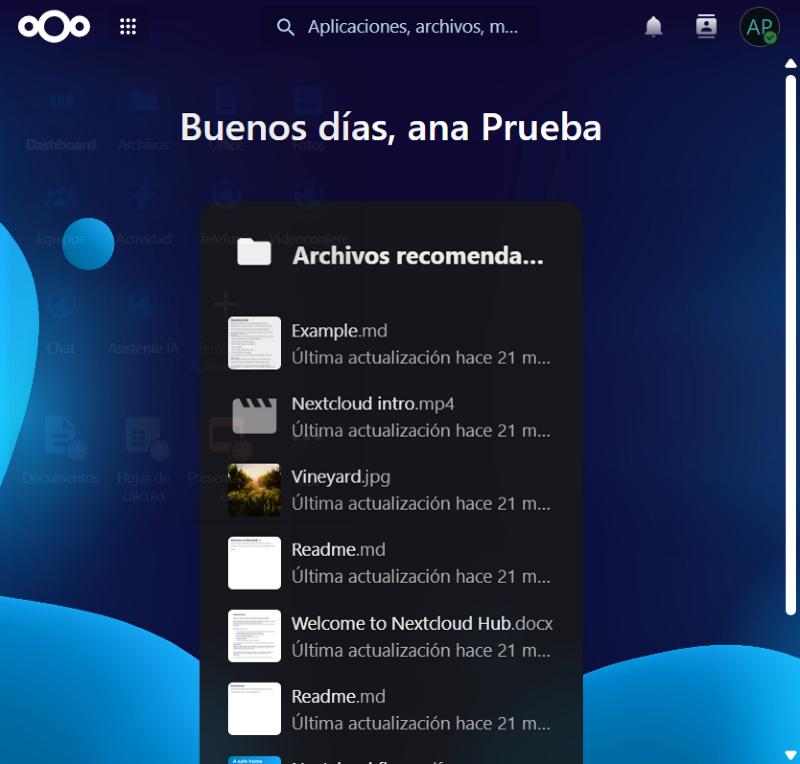 Aplicaciones, archivos, m...
AP
Dashboard
Archivos
Office
Fotos
Buenos días, ana Prueba
Equipos
Actividad
Archivos recomenda...
Chat
Asistente IA
Example.md
Última actualización hace 21 m...
Nextcloud intro.mp4
Última actualización hace 21 m...
Documentos
Hojas de
cálculo
Vineyard.jpg
Última actualización hace 21 m...
Readme.md
Última actualización hace 21 m...
Welcome to Nextcloud Hub.docx
Última actualización hace 21 m...
Readme.md
Última actualización hace 21 m...